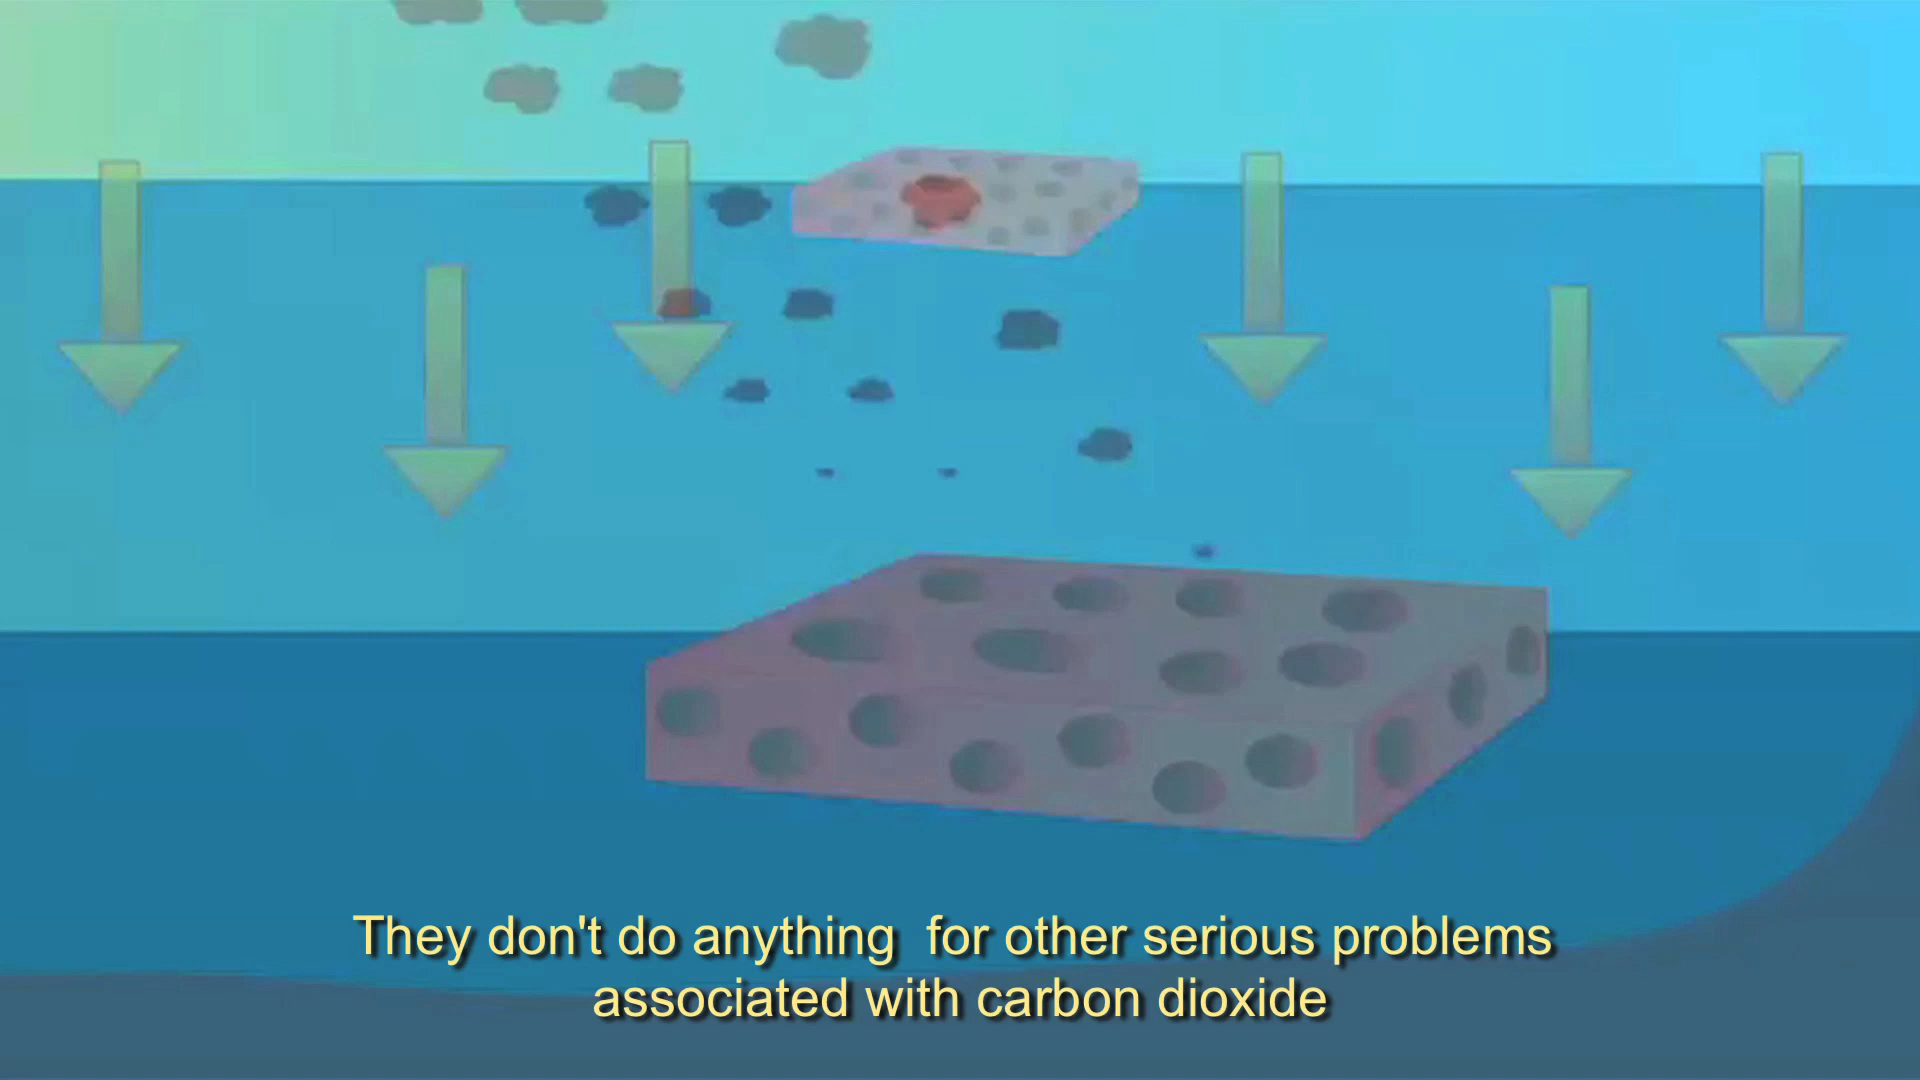 They don't do anything  for other serious problems
associated with carbon dioxide